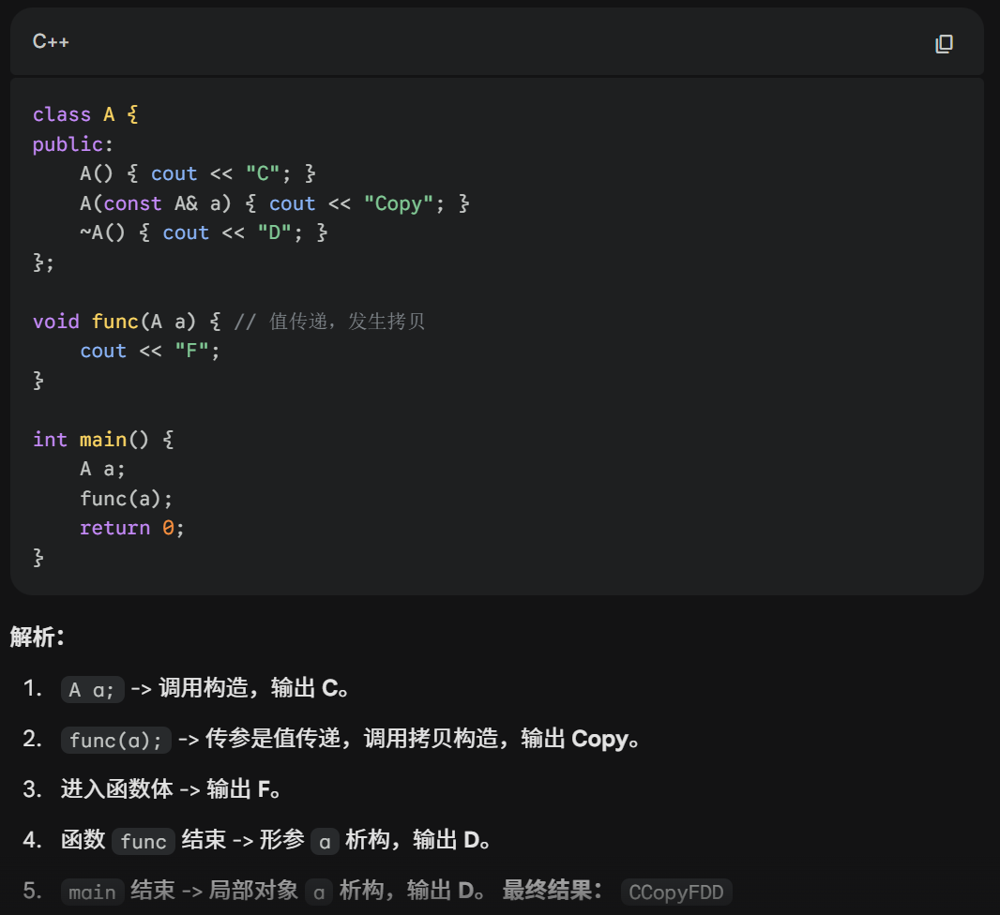 C++
class A {
public:
    A() { cout << "C"; }
    A(const A& a) { cout << "Copy"; }
    ~A() { cout << "D"; }
};
void func(A a) { // 值传递，发生拷贝
    cout << "F";
}
int main() {
    A a;
    func(a);
    return 0;
}
解析：
1. A a; -> 调用构造，输出 C。
2. func(a); -> 传参是值传递，调用拷贝构造，输出 Copy。
3. 进入函数体 -> 输出 F。
4. 函数 func 结束 -> 形参 a 析构，输出 D。
5. main 结束 -> 局部对象 a 析构，输出 D。 最终结果： CCopyFDD